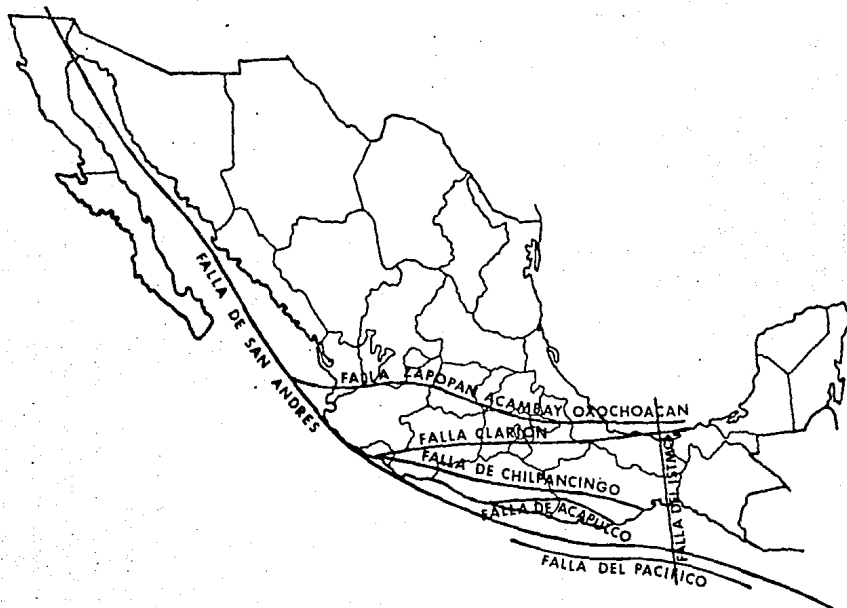 FALLA DE SAN ANDRES
FALLA ZAPOPAN ACAMBAY OXOCHOACAN
FALLA CLARION
FALLA DE CHILPANCINGO
FALLA DE ACAPULCO
FALLA DEL ISTMO
FALLA DEL PACIFICO